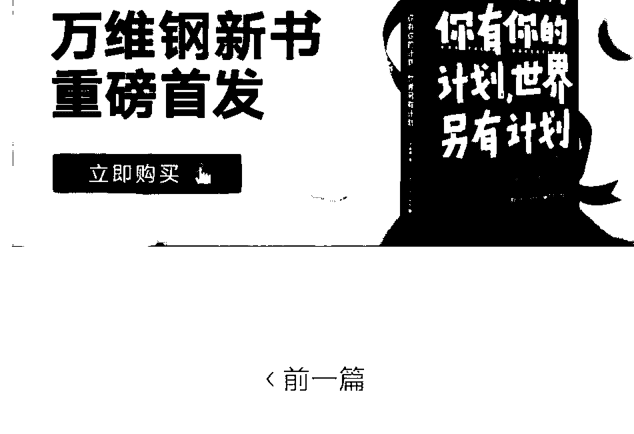 万维钢新书
重磅首发
立即购买
你有你的
计划,世界
另有计划
‹ 前一篇